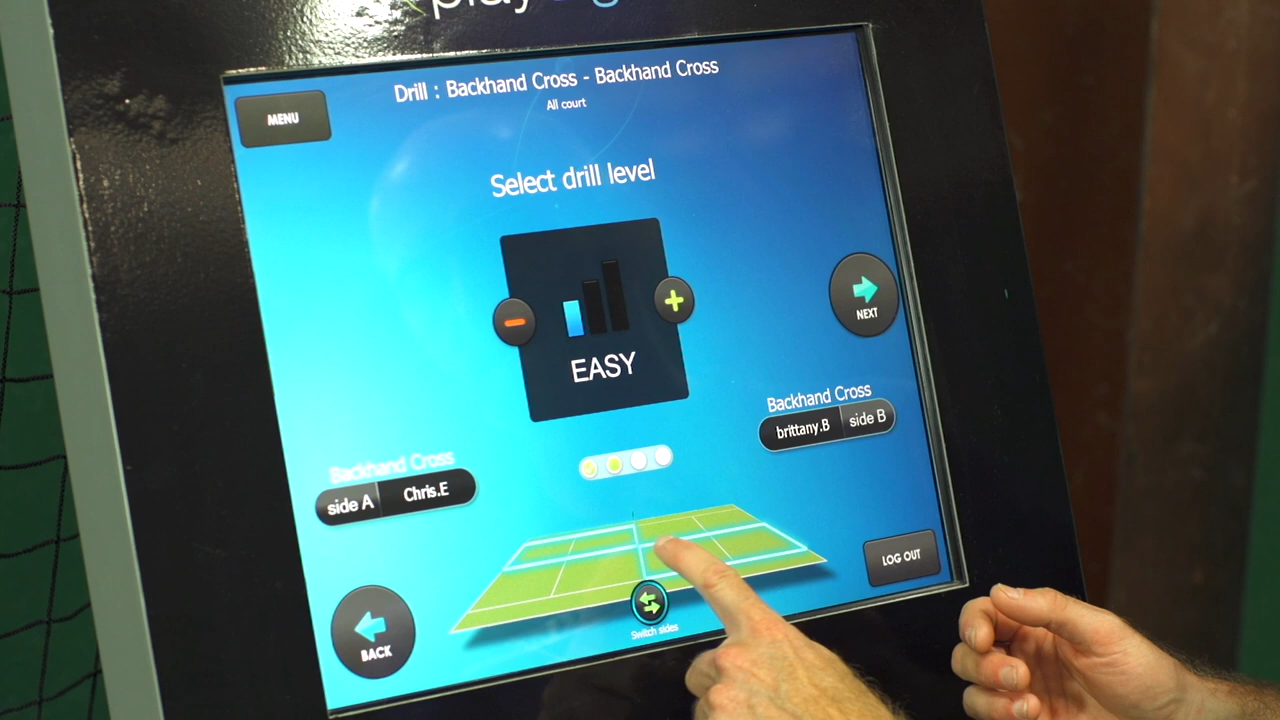 play
Drill : Backhand Cross - Backhand Cross
All court
MENU
Select drill level
EASY
NEXT
Backhand Cross
brittany.B side B
Backhand Cross
side A Chris.E
LOG OUT
BACK
Switch sides